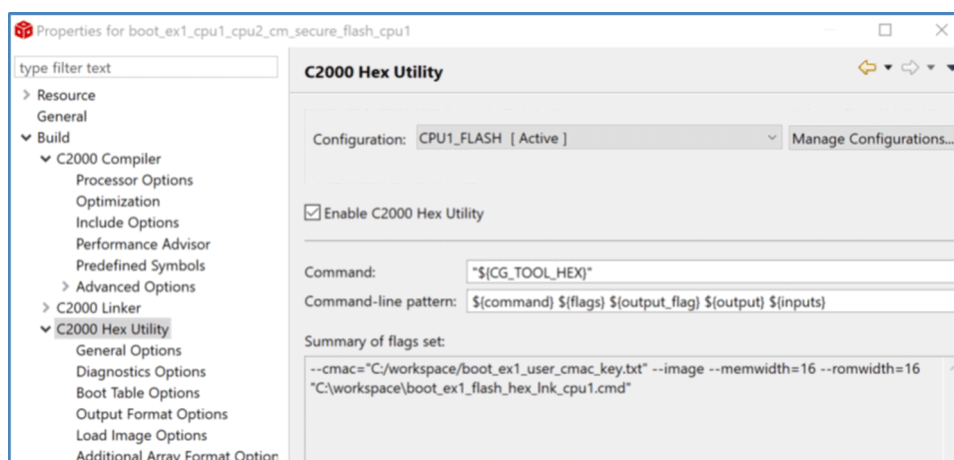 Properties for boot_ex1_cpu1_cpu2_cm_secure_flash_cpu1
type filter text
Resource
General
Build
C2000 Compiler
Processor Options
Optimization
Include Options
Performance Advisor
Predefined Symbols
Advanced Options
C2000 Linker
C2000 Hex Utility
General Options
Diagnostics Options
Boot Table Options
Output Format Options
Load Image Options
Additional Array Format Option
C2000 Hex Utility
Configuration: CPU1_FLASH [ Active ] Manage Configurations...
Enable C2000 Hex Utility
Command: "${CG_TOOL_HEX}"
Command-line pattern: ${command} ${flags} ${output_flag} ${output} ${inputs}
Summary of flags set:
--cmac="C:/workspace/boot_ex1_user_cmac_key.txt" --image --memwidth=16 --romwidth=16
"C:\workspace\boot_ex1_flash_hex_lnk_cpu1.cmd"